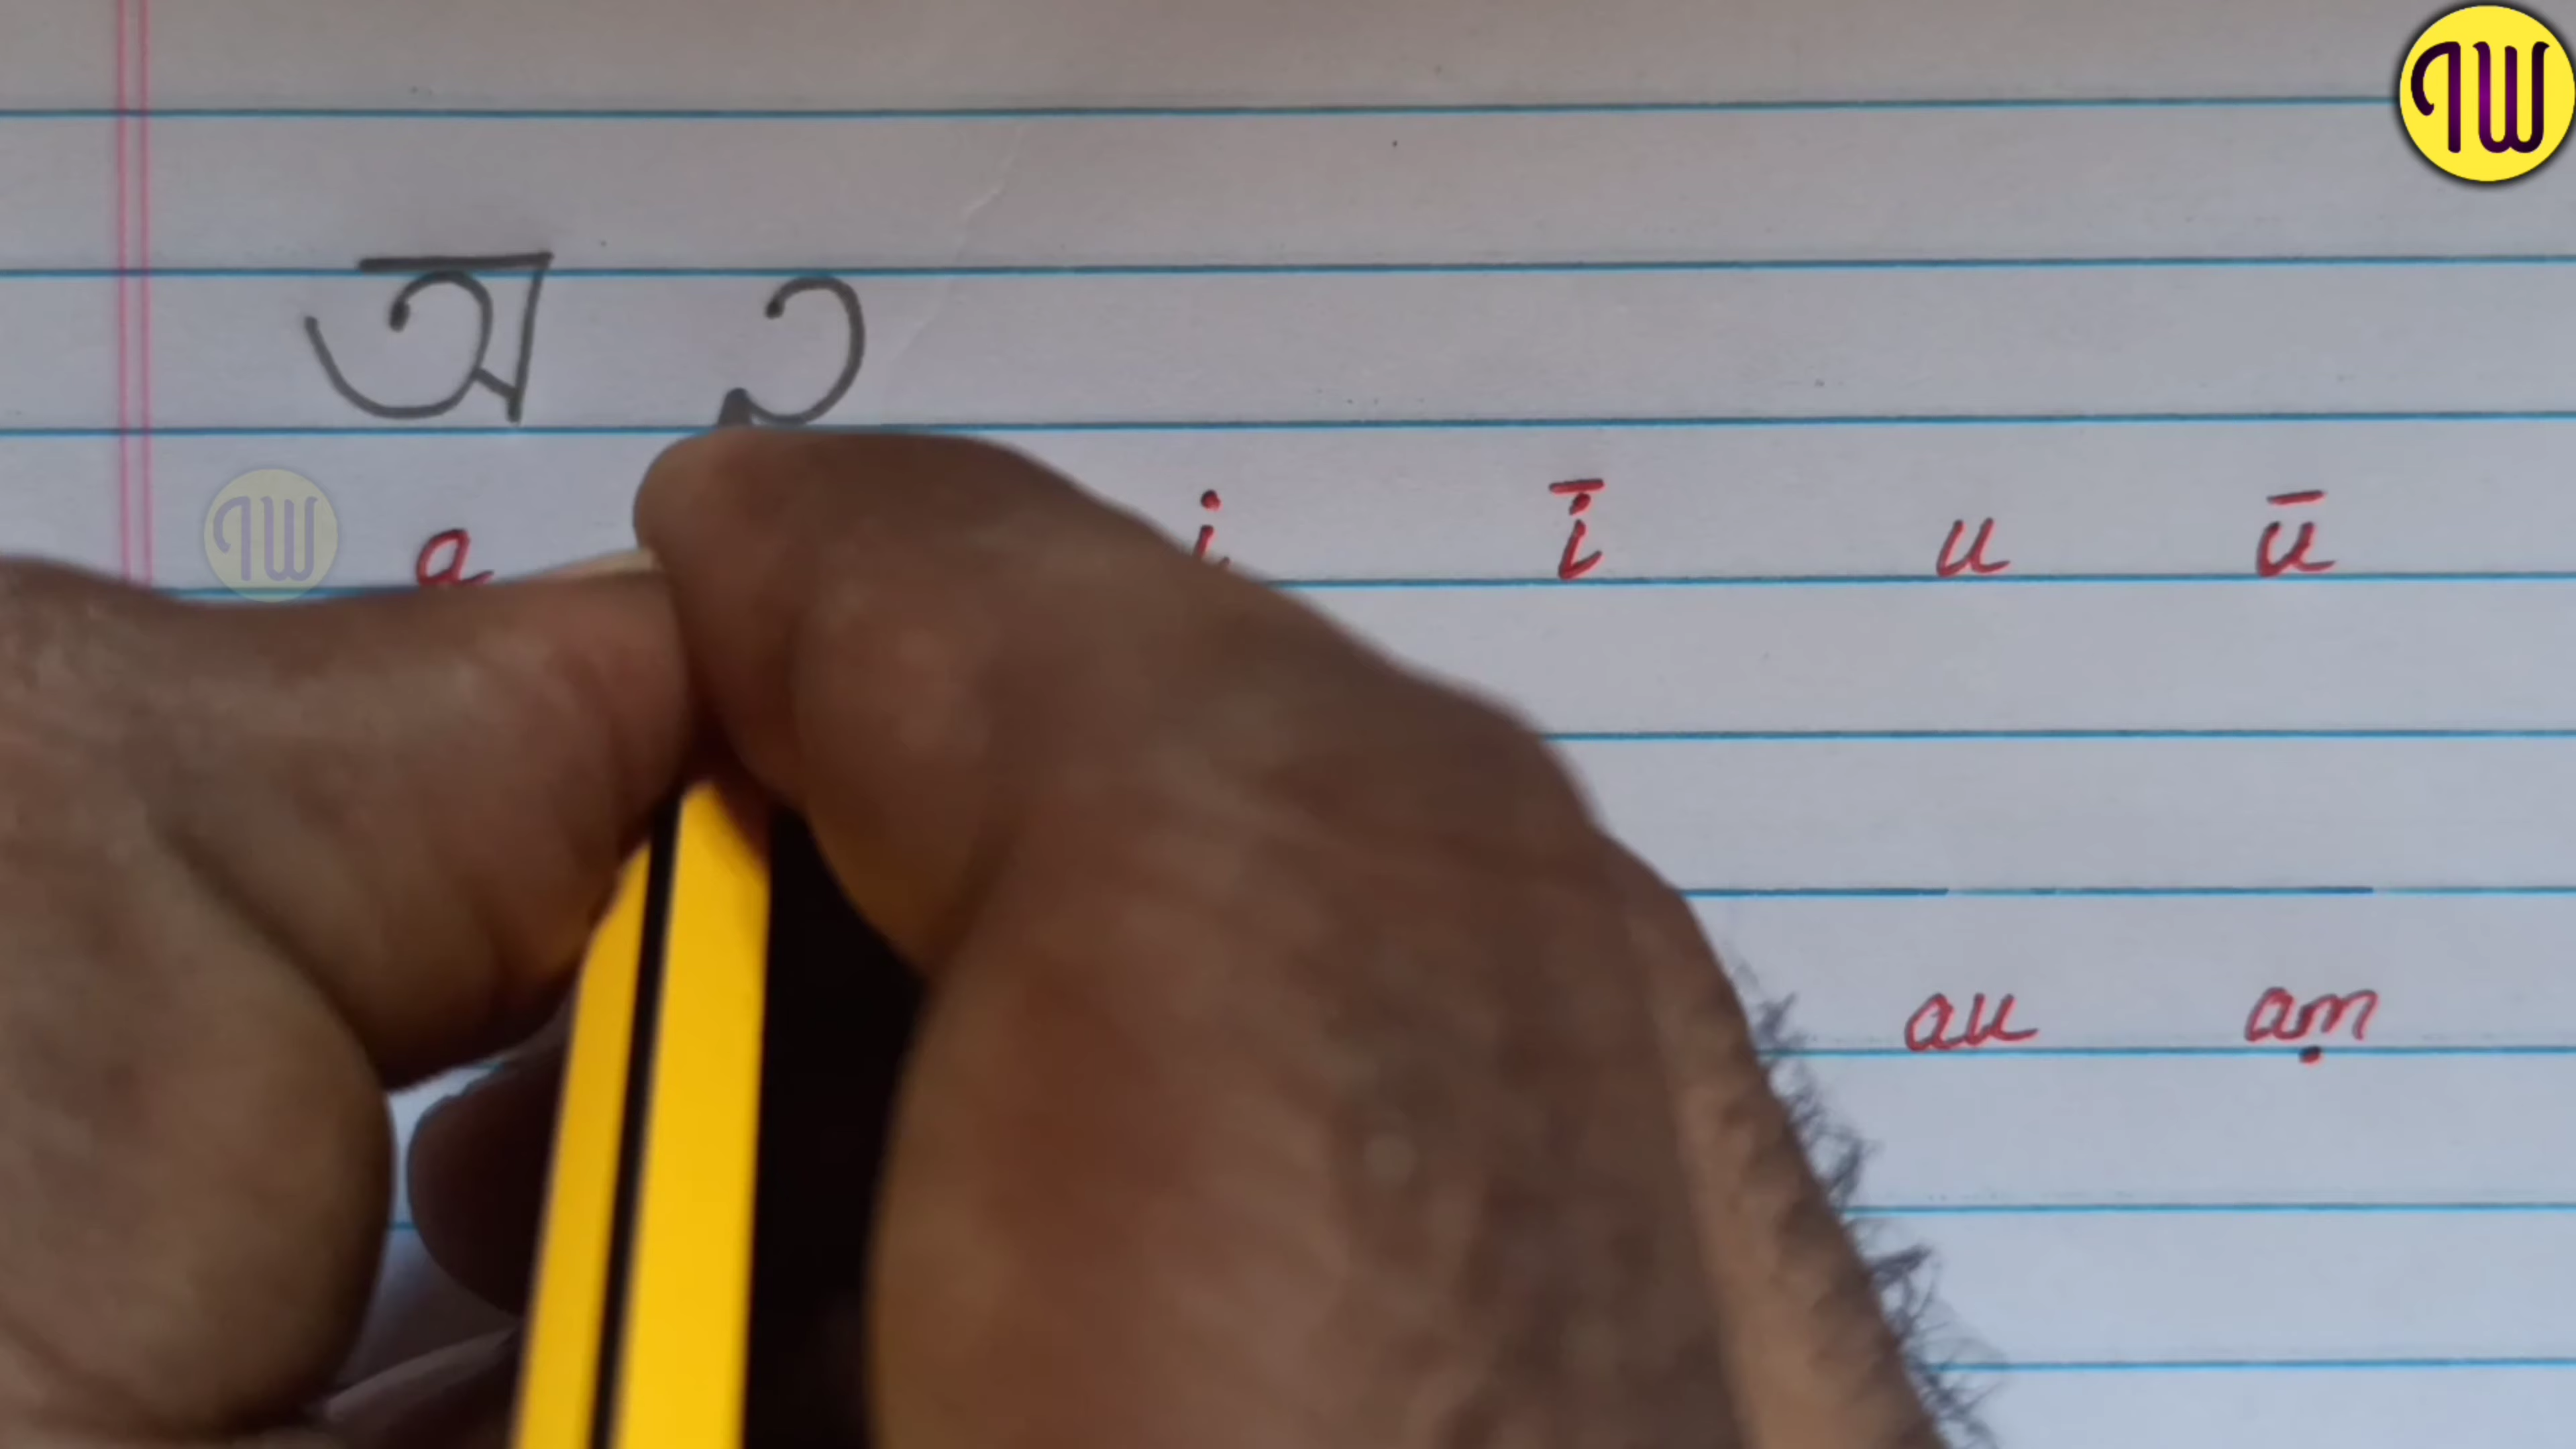 অ
a i ī u ū
au aṃ